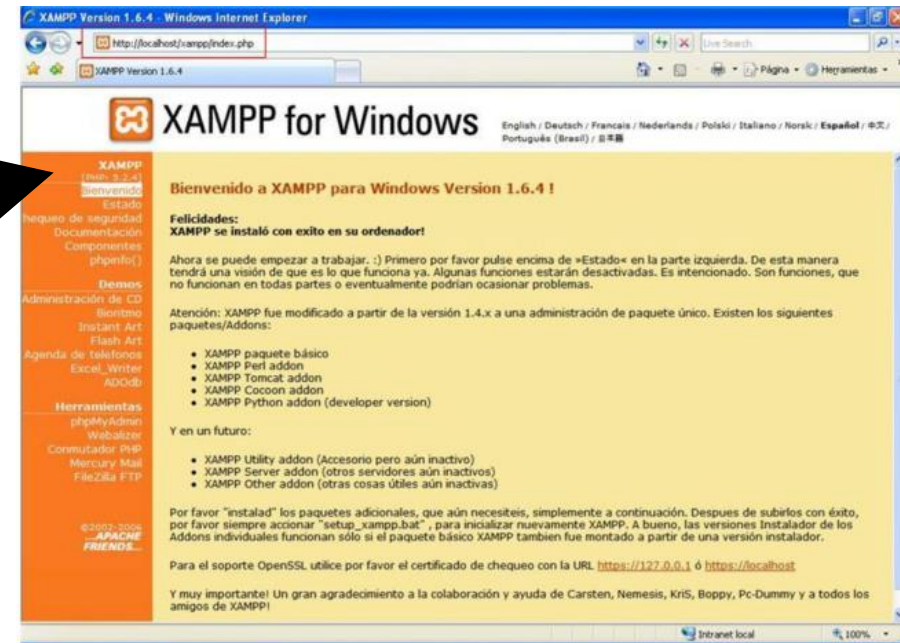 XAMPP Version 1.6.4 - Windows Internet Explorer
http://localhost/xampp/index.php
Live Search
XAMPP Version 1.6.4
Página
Herramientas
XAMPP for Windows
English / Deutsch / Francais / Nederlands / Polski / Italiano / Norsk / Español / 中文 /
Português (Brasil) / 日本語
XAMPP
[PHP: 5.2.4]
Bienvenido
Estado
hequeo de seguridad
Documentación
Componentes
phpinfo()
Demos
Administración de CD
Bioritmo
Instant Art
Flash Art
Agenda de telefonos
Excel_Writer
ADOdb
Herramientas
phpMyAdmin
Webalizer
Conmutador PHP
Mercury Mail
FileZilla FTP
©2002-2006
...APACHE
FRIENDS...
Bienvenido a XAMPP para Windows Version 1.6.4 !
Felicidades:
XAMPP se instaló con exito en su ordenador!
Ahora se puede empezar a trabajar. :) Primero por favor pulse encima de »Estado« en la parte izquierda. De esta manera
tendrá una visión de que es lo que funciona ya. Algunas funciones estarán desactivadas. Es intencionado. Son funciones, que
no funcionan en todas partes o eventualmente podrían ocasionar problemas.
Atención: XAMPP fue modificado a partir de la versión 1.4.x a una administración de paquete único. Existen los siguientes
paquetes/Addons:
• XAMPP paquete básico
• XAMPP Perl addon
• XAMPP Tomcat addon
• XAMPP Cocoon addon
• XAMPP Python addon (developer version)
Y en un futuro:
• XAMPP Utility addon (Accesorio pero aún inactivo)
• XAMPP Server addon (otros servidores aún inactivos)
• XAMPP Other addon (otras cosas útiles aún inactivas)
Por favor "instalad" los paquetes adicionales, que aún necesiteis, simplemente a continuación. Despues de subirlos con éxito,
por favor siempre accionar "setup_xampp.bat" , para inicializar nuevamente XAMPP. A bueno, las versiones Instalador de los
Addons individuales funcionan sólo si el paquete básico XAMPP tambien fue montado a partir de una versión instalador.
Para el soporte OpenSSL utilice por favor el certificado de chequeo con la URL https://127.0.0.1 ó https://localhost
Y muy importante! Un gran agradecimiento a la colaboración y ayuda de Carsten, Nemesis, KriS, Boppy, Pc-Dummy y a todos los
amigos de XAMPP!
Intranet local
100%